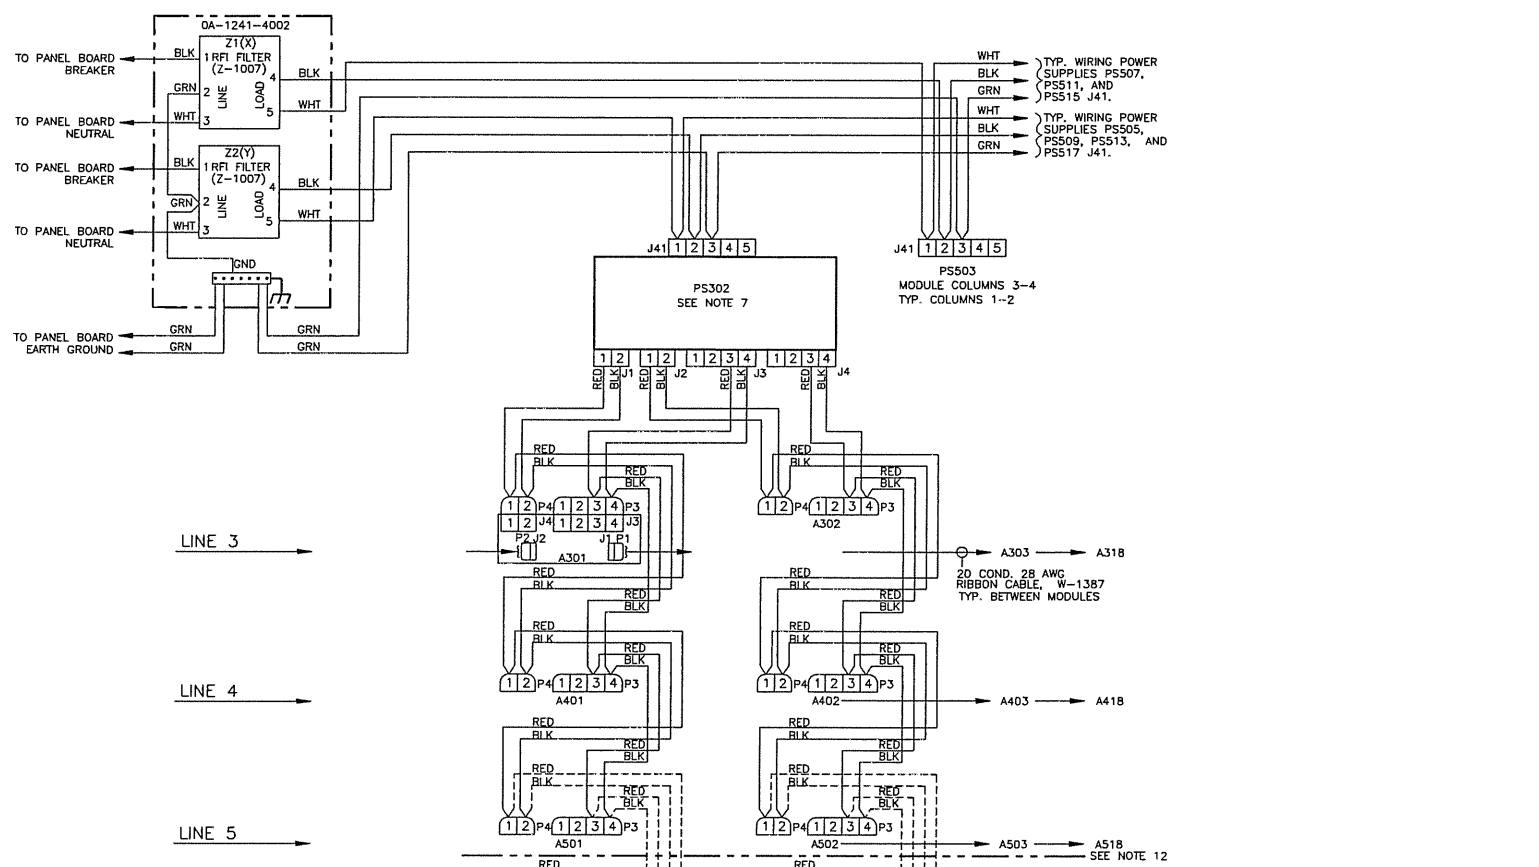 OA-1241-4002
Z1(X)
1 RFI FILTER
(Z-1007)
LINE
LOAD
2
3
4
5
BLK
GRN
WHT
BLK
WHT
TO PANEL BOARD
BREAKER
TO PANEL BOARD
NEUTRAL
Z2(Y)
1 RFI FILTER
(Z-1007)
LINE
LOAD
2
3
4
5
BLK
GRN
WHT
BLK
WHT
TO PANEL BOARD
BREAKER
TO PANEL BOARD
NEUTRAL
GND
GRN
GRN
GRN
GRN
TO PANEL BOARD
EARTH GROUND
WHT
BLK
GRN
TYP. WIRING POWER
SUPPLIES PS507,
PS511, AND
PS515 J41.
WHT
BLK
GRN
TYP. WIRING POWER
SUPPLIES PS505,
PS509, PS513, AND
PS517 J41.
J41 1 2 3 4 5
J41 1 2 3 4 5
PS503
MODULE COLUMNS 3-4
TYP. COLUMNS 1--2
PS302
SEE NOTE 7
1 2 J1
1 2 J2
1 2 3 4 J3
1 2 3 4 J4
RED BLK
RED BLK
RED BLK
RED BLK
RED
BLK
RED
BLK
RED
BLK
RED
BLK
1 2 P4 1 2 3 4 P3
1 2 J4 1 2 3 4 J3
P2 J2
J1 P1
A301
1 2 P4 1 2 3 4 P3
A302
LINE 3
A303
A318
20 COND. 28 AWG
RIBBON CABLE, W-1387
TYP. BETWEEN MODULES
RED
BLK
RED
BLK
RED
BLK
RED
BLK
RED
BLK
RED
BLK
RED
BLK
RED
BLK
1 2 P4 1 2 3 4 P3
A401
1 2 P4 1 2 3 4 P3
A402
LINE 4
A403
A418
RED
BLK
RED
BLK
RED
BLK
RED
BLK
RED
BLK
RED
BLK
RED
BLK
RED
BLK
1 2 P4 1 2 3 4 P3
A501
1 2 P4 1 2 3 4 P3
A502
LINE 5
A503
A518
SEE NOTE 12
RED
RED